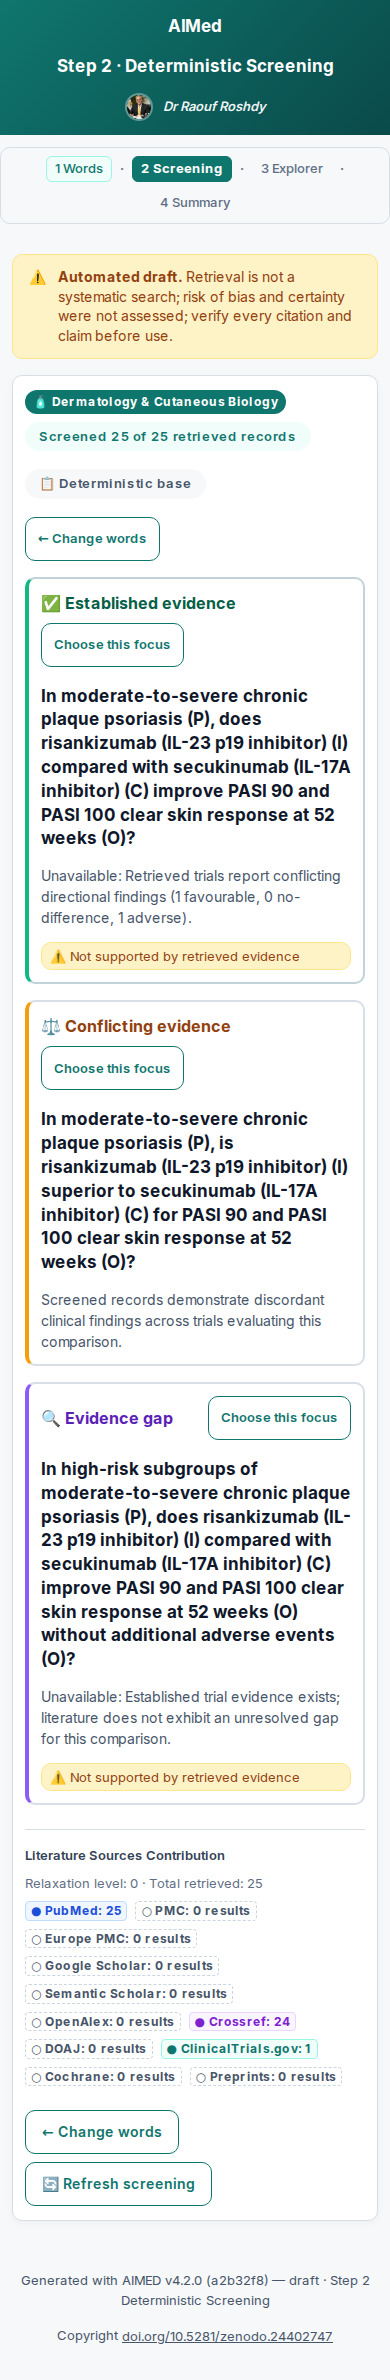 AIMed
Step 2 · Deterministic Screening
Dr Raouf Roshdy
1 Words · 2 Screening · 3 Explorer ·
4 Summary
⚠️ Automated draft. Retrieval is not a
systematic search; risk of bias and certainty
were not assessed; verify every citation and
claim before use.
🧴 Dermatology & Cutaneous Biology
Screened 25 of 25 retrieved records
📋 Deterministic base
← Change words
✅ Established evidence
Choose this focus
In moderate-to-severe chronic
plaque psoriasis (P), does
risankizumab (IL-23 p19 inhibitor) (I)
compared with secukinumab (IL-17A
inhibitor) (C) improve PASI 90 and
PASI 100 clear skin response at 52
weeks (O)?
Unavailable: Retrieved trials report conflicting
directional findings (1 favourable, 0 no-
difference, 1 adverse).
⚠️ Not supported by retrieved evidence
⚖️ Conflicting evidence
Choose this focus
In moderate-to-severe chronic
plaque psoriasis (P), is
risankizumab (IL-23 p19 inhibitor) (I)
superior to secukinumab (IL-17A
inhibitor) (C) for PASI 90 and PASI
100 clear skin response at 52
weeks (O)?
Screened records demonstrate discordant
clinical findings across trials evaluating this
comparison.
🔍 Evidence gap
Choose this focus
In high-risk subgroups of
moderate-to-severe chronic plaque
psoriasis (P), does risankizumab (IL-
23 p19 inhibitor) (I) compared with
secukinumab (IL-17A inhibitor) (C)
improve PASI 90 and PASI 100 clear
skin response at 52 weeks (O)
without additional adverse events
(O)?
Unavailable: Established trial evidence exists;
literature does not exhibit an unresolved gap
for this comparison.
⚠️ Not supported by retrieved evidence
Literature Sources Contribution
Relaxation level: 0 · Total retrieved: 25
● PubMed: 25 ○ PMC: 0 results
○ Europe PMC: 0 results
○ Google Scholar: 0 results
○ Semantic Scholar: 0 results
○ OpenAlex: 0 results ● Crossref: 24
○ DOAJ: 0 results ● ClinicalTrials.gov: 1
○ Cochrane: 0 results ○ Preprints: 0 results
← Change words
🔄 Refresh screening
Generated with AIMED v4.2.0 (a2b32f8) — draft · Step 2
Deterministic Screening
Copyright doi.org/10.5281/zenodo.24402747